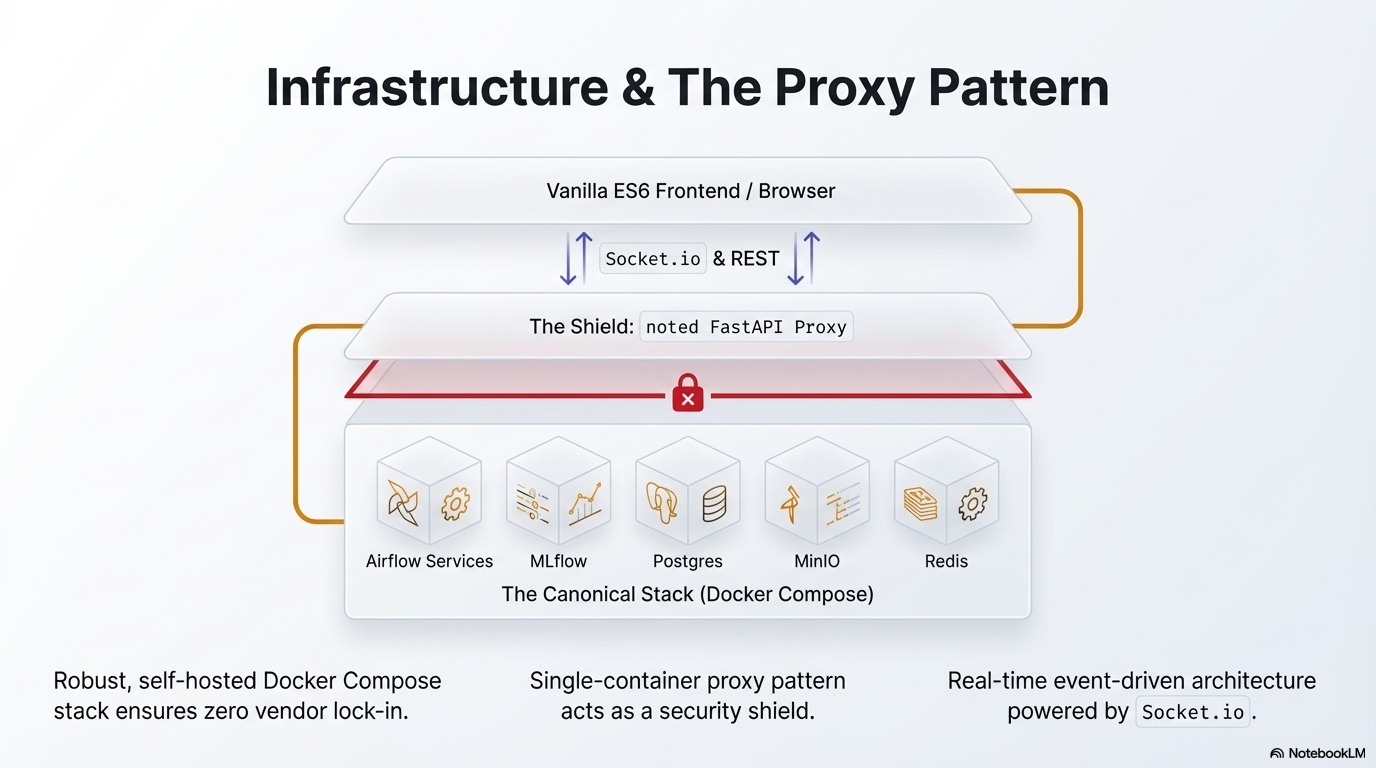 Infrastructure & The Proxy Pattern
Vanilla ES6 Frontend / Browser
Socket.io & REST
The Shield: noted FastAPI Proxy
Airflow Services
MLflow
Postgres
MinIO
Redis
The Canonical Stack (Docker Compose)
Robust, self-hosted Docker Compose
stack ensures zero vendor lock-in.
Single-container proxy pattern
acts as a security shield.
Real-time event-driven architecture
powered by Socket.io.
NotebookLM